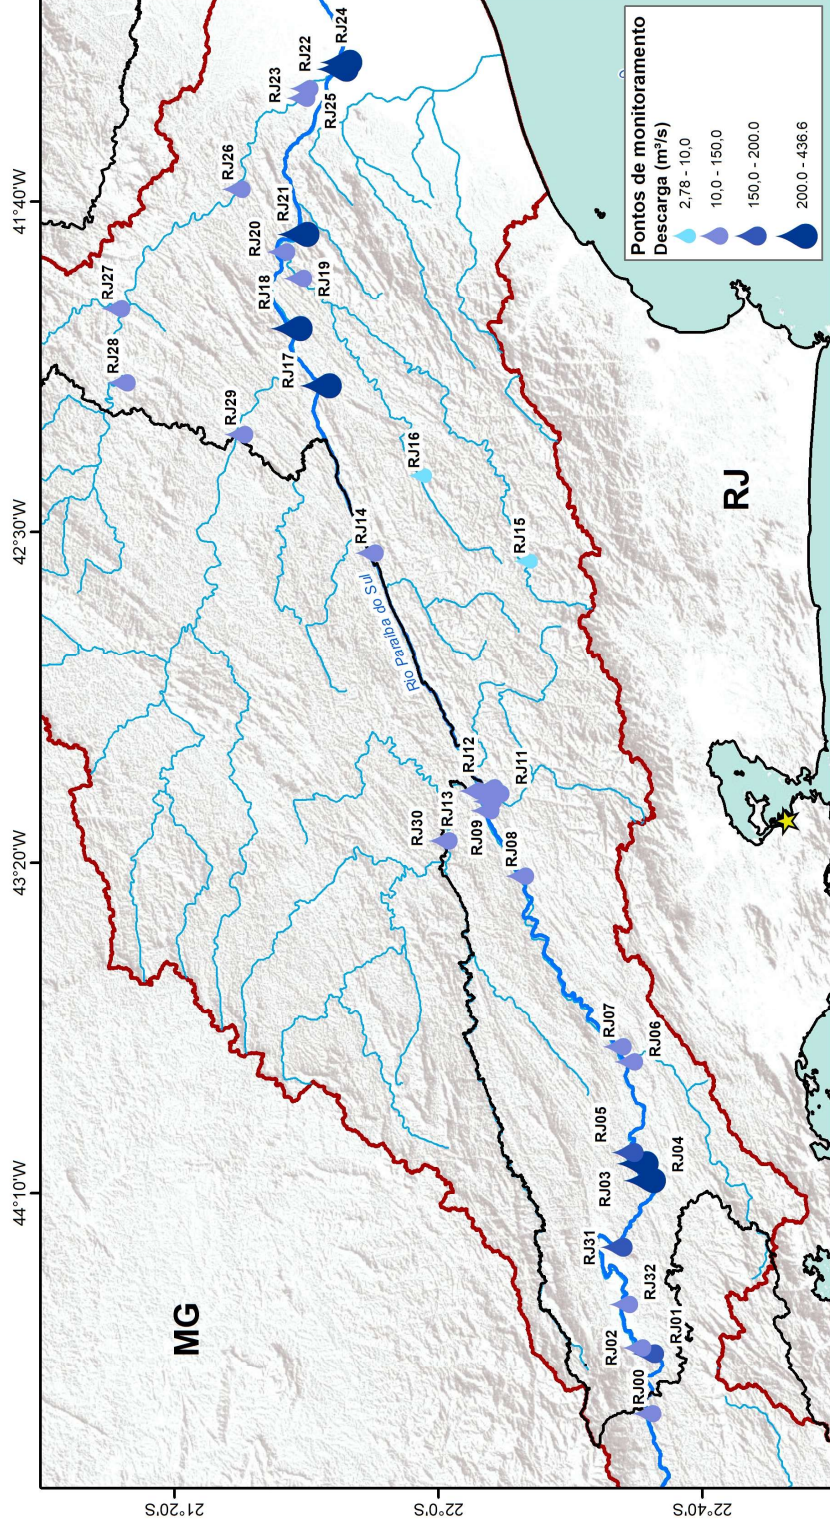 44°10'W
43°20'W
42°30'W
41°40'W
21°20'S
22°0'S
22°40'S
MG
RJ
Rio Paraíba do Sul
RJ00
RJ01
RJ02
RJ32
RJ31
RJ03
RJ04
RJ05
RJ06
RJ07
RJ08
RJ09
RJ30
RJ13
RJ12
RJ11
RJ14
RJ15
RJ16
RJ29
RJ28
RJ27
RJ17
RJ18
RJ19
RJ20
RJ21
RJ26
RJ23
RJ25
RJ22
RJ24
Pontos de monitoramento
Descarga (m³/s)
2,78 - 10,0
10,0 - 150,0
150,0 - 200.0
200.0 - 436.6